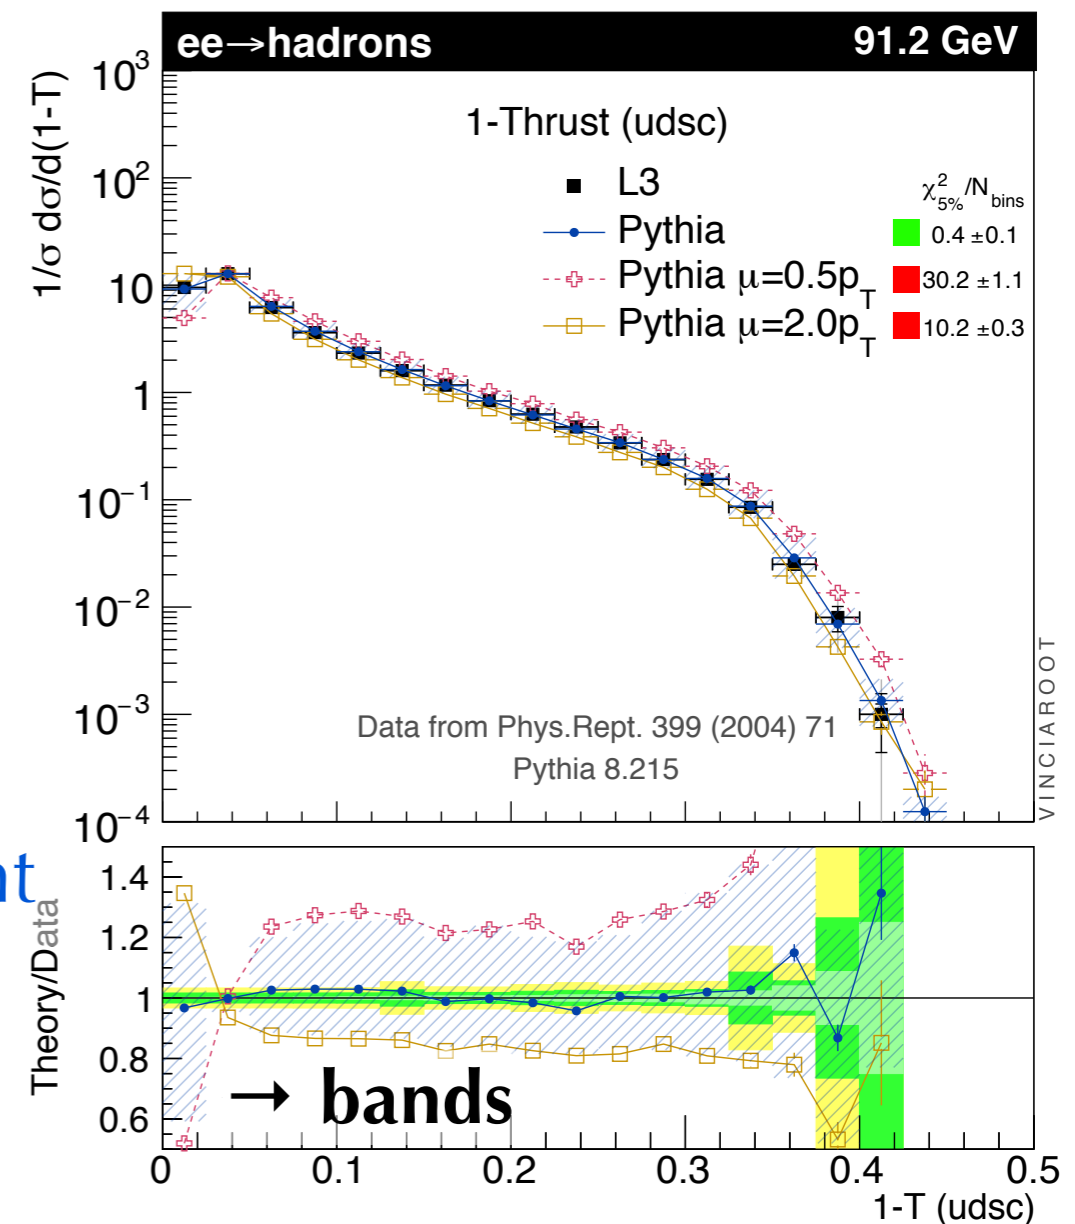 ee→hadrons 91.2 GeV
1/σ dσ/d(1-T)
10³
10²
10
1
10⁻¹
10⁻²
10⁻³
10⁻⁴
1-Thrust (udsc)
L3
Pythia
Pythia μ=0.5p_T
Pythia μ=2.0p_T
χ²_5%/N_bins
0.4 ±0.1
30.2 ±1.1
10.2 ±0.3
Data from Phys.Rept. 399 (2004) 71
Pythia 8.215
VINCIAROOT
nt
Theory/Data
1.4
1.2
1
0.8
0.6
→ bands
0 0.1 0.2 0.3 0.4 0.5
1-T (udsc)